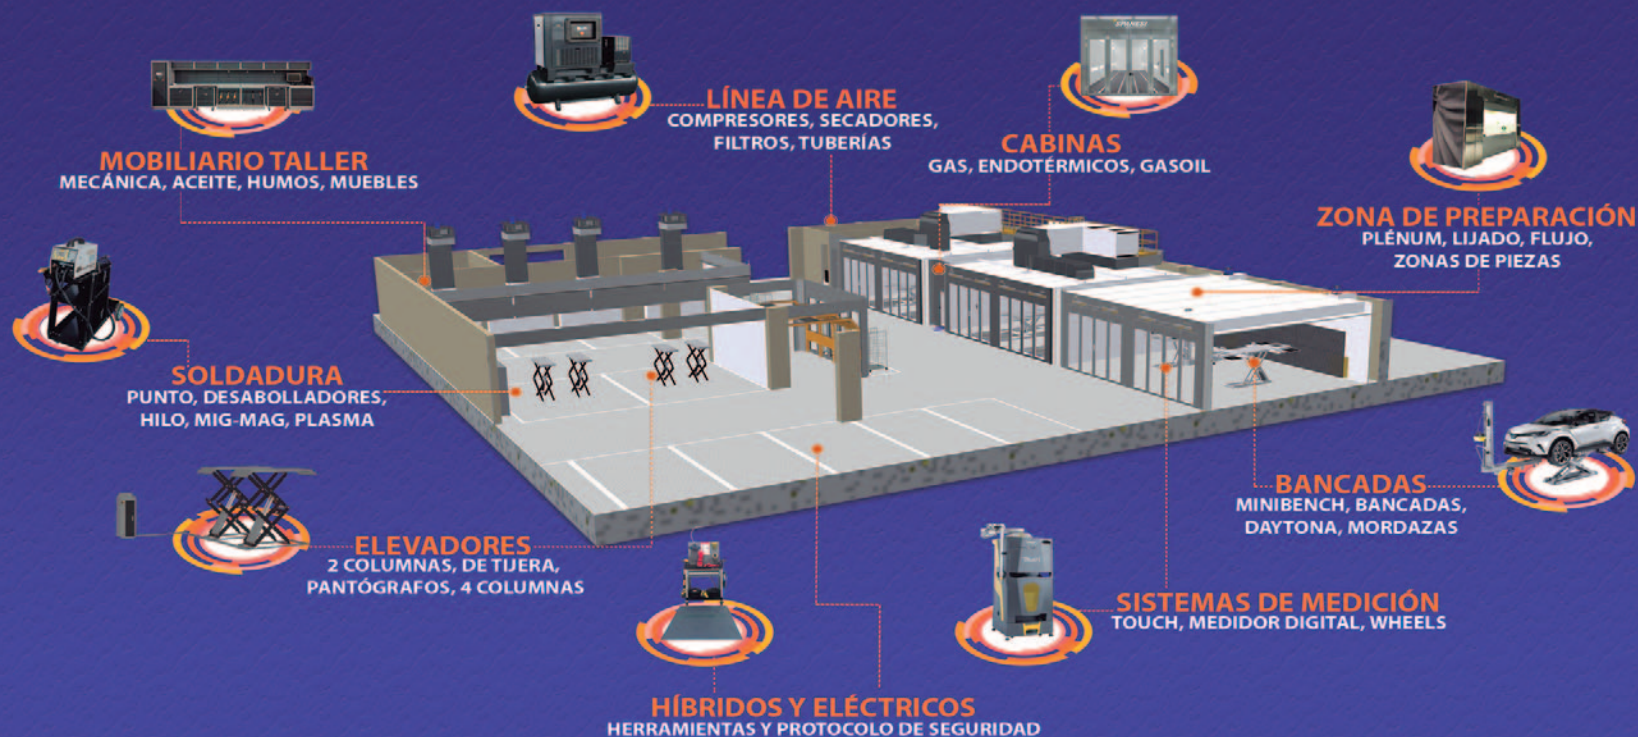 LÍNEA DE AIRE
COMPRESORES, SECADORES,
FILTROS, TUBERÍAS
MOBILIARIO TALLER
MECÁNICA, ACEITE, HUMOS, MUEBLES
CABINAS
GAS, ENDOTÉRMICOS, GASOIL
ZONA DE PREPARACIÓN
PLÉNUM, LIJADO, FLUJO,
ZONAS DE PIEZAS
SOLDADURA
PUNTO, DESABOLLADORES,
HILO, MIG-MAG, PLASMA
BANCADAS
MINIBENCH, BANCADAS,
DAYTONA, MORDAZAS
ELEVADORES
2 COLUMNAS, DE TIJERA,
PANTÓGRAFOS, 4 COLUMNAS
SISTEMAS DE MEDICIÓN
TOUCH, MEDIDOR DIGITAL, WHEELS
HÍBRIDOS Y ELÉCTRICOS
HERRAMIENTAS Y PROTOCOLO DE SEGURIDAD